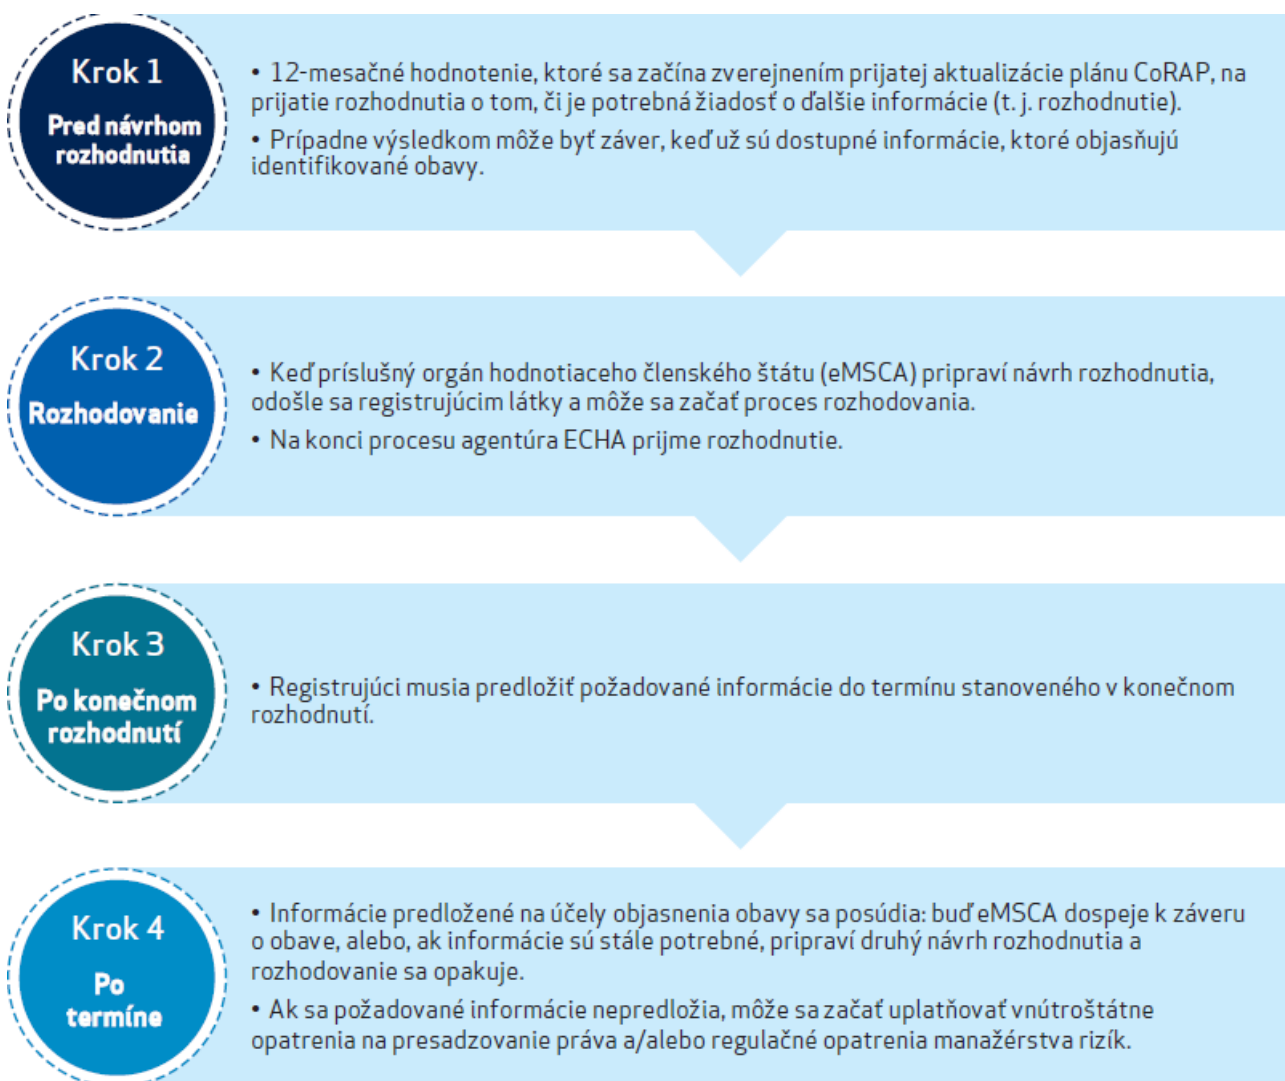 Krok 1
Pred návrhom
rozhodnutia
• 12-mesačné hodnotenie, ktoré sa začína zverejnením prijatej aktualizácie plánu CoRAP, na
prijatie rozhodnutia o tom, či je potrebná žiadosť o ďalšie informácie (t. j. rozhodnutie).
• Prípadne výsledkom môže byť záver, keď už sú dostupné informácie, ktoré objasňujú
identifikované obavy.
Krok 2
Rozhodovanie
• Keď príslušný orgán hodnotiaceho členského štátu (eMSCA) pripraví návrh rozhodnutia,
odošle sa registrujúcim látky a môže sa začať proces rozhodovania.
• Na konci procesu agentúra ECHA prijme rozhodnutie.
Krok 3
Po konečnom
rozhodnutí
• Registrujúci musia predložiť požadované informácie do termínu stanoveného v konečnom
rozhodnutí.
Krok 4
Po
termíne
• Informácie predložené na účely objasnenia obavy sa posúdia: buď eMSCA dospeje k záveru
o obave, alebo, ak informácie sú stále potrebné, pripraví druhý návrh rozhodnutia a
rozhodovanie sa opakuje.
• Ak sa požadované informácie nepredložia, môže sa začať uplatňovať vnútroštátne
opatrenia na presadzovanie práva a/alebo regulačné opatrenia manažérstva rizík.